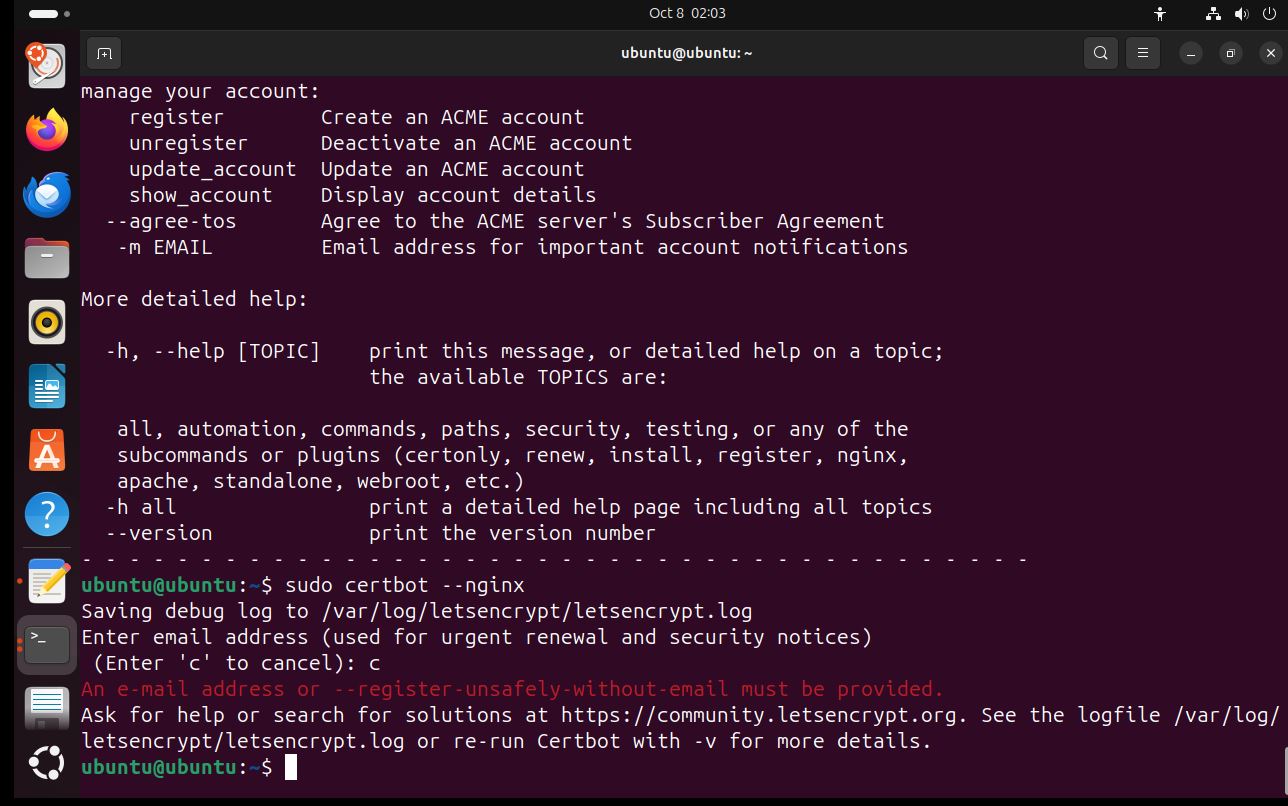 Oct 8 02:03
ubuntu@ubuntu: ~
manage your account:
    register        Create an ACME account
    unregister      Deactivate an ACME account
    update_account  Update an ACME account
    show_account    Display account details
  --agree-tos       Agree to the ACME server's Subscriber Agreement
   -m EMAIL         Email address for important account notifications

More detailed help:

  -h, --help [TOPIC]    print this message, or detailed help on a topic;
                        the available TOPICS are:

   all, automation, commands, paths, security, testing, or any of the
   subcommands or plugins (certonly, renew, install, register, nginx,
   apache, standalone, webroot, etc.)
  -h all                print a detailed help page including all topics
  --version             print the version number
- - - - - - - - - - - - - - - - - - - - - - - - - - - - - - - - - - - - - - - -
ubuntu@ubuntu:~$ sudo certbot --nginx
Saving debug log to /var/log/letsencrypt/letsencrypt.log
Enter email address (used for urgent renewal and security notices)
 (Enter 'c' to cancel): c
An e-mail address or --register-unsafely-without-email must be provided.
Ask for help or search for solutions at https://community.letsencrypt.org. See the logfile /var/log/
letsencrypt/letsencrypt.log or re-run Certbot with -v for more details.
ubuntu@ubuntu:~$